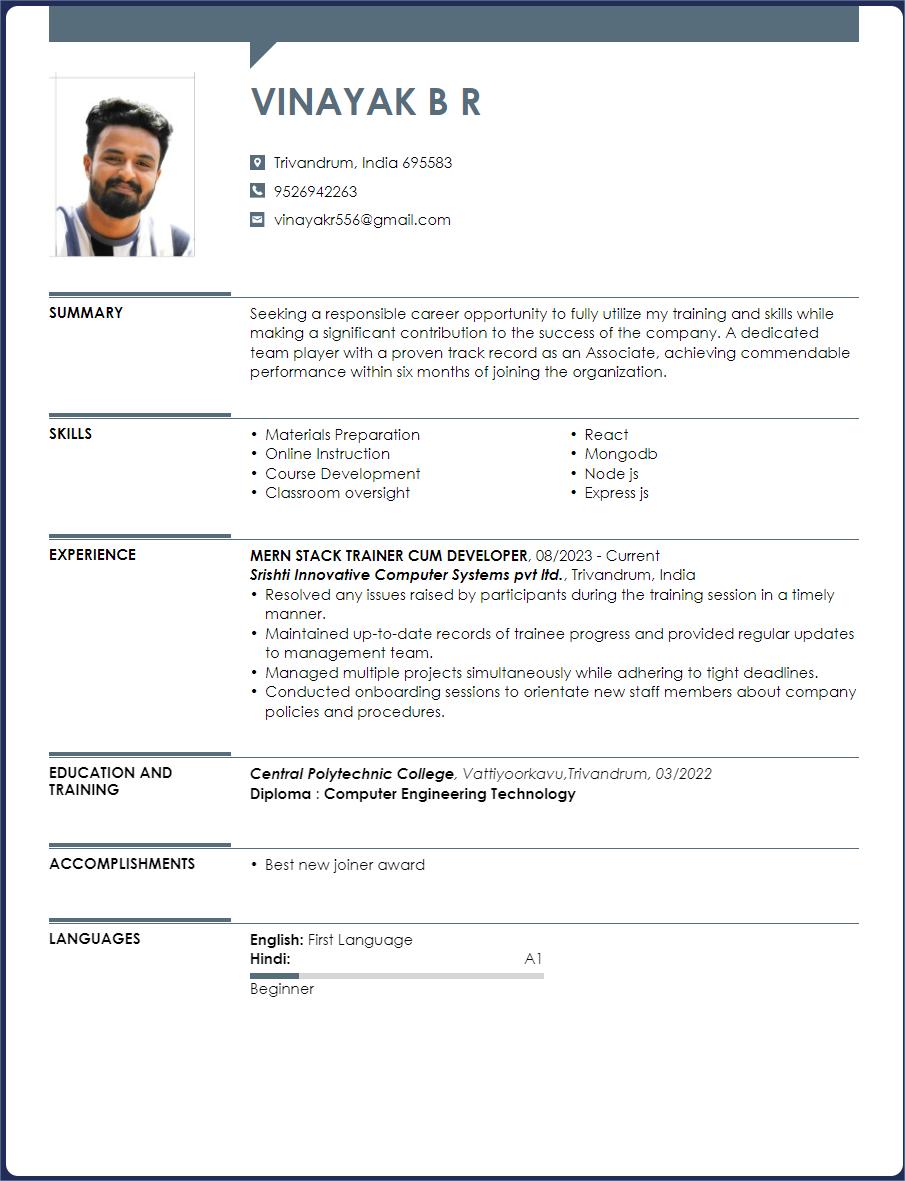 VINAYAK B R
Trivandrum, India 695583
9526942263
vinayakr556@gmail.com
SUMMARY
Seeking a responsible career opportunity to fully utilize my training and skills while
making a significant contribution to the success of the company. A dedicated
team player with a proven track record as an Associate, achieving commendable
performance within six months of joining the organization.
SKILLS
• Materials Preparation
• Online Instruction
• Course Development
• Classroom oversight
• React
• Mongodb
• Node js
• Express js
EXPERIENCE
MERN STACK TRAINER CUM DEVELOPER, 08/2023 - Current
Srishti Innovative Computer Systems pvt ltd., Trivandrum, India
• Resolved any issues raised by participants during the training session in a timely
manner.
• Maintained up-to-date records of trainee progress and provided regular updates
to management team.
• Managed multiple projects simultaneously while adhering to tight deadlines.
• Conducted onboarding sessions to orientate new staff members about company
policies and procedures.
EDUCATION AND
TRAINING
Central Polytechnic College, Vattiyoorkavu,Trivandrum, 03/2022
Diploma : Computer Engineering Technology
ACCOMPLISHMENTS
• Best new joiner award
LANGUAGES
English: First Language
Hindi: A1
Beginner